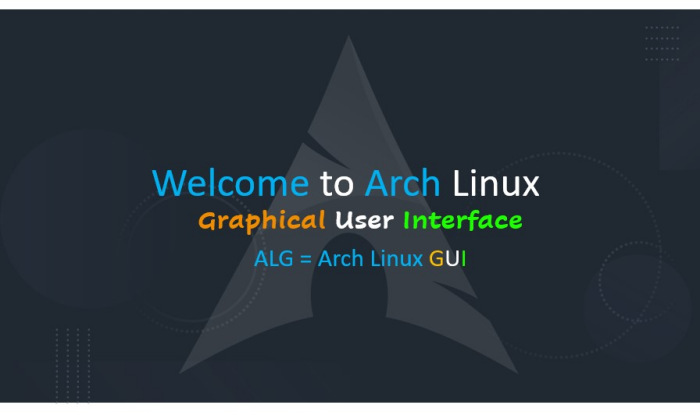 Welcome to Arch Linux
Graphical User Interface
ALG = Arch Linux GUI